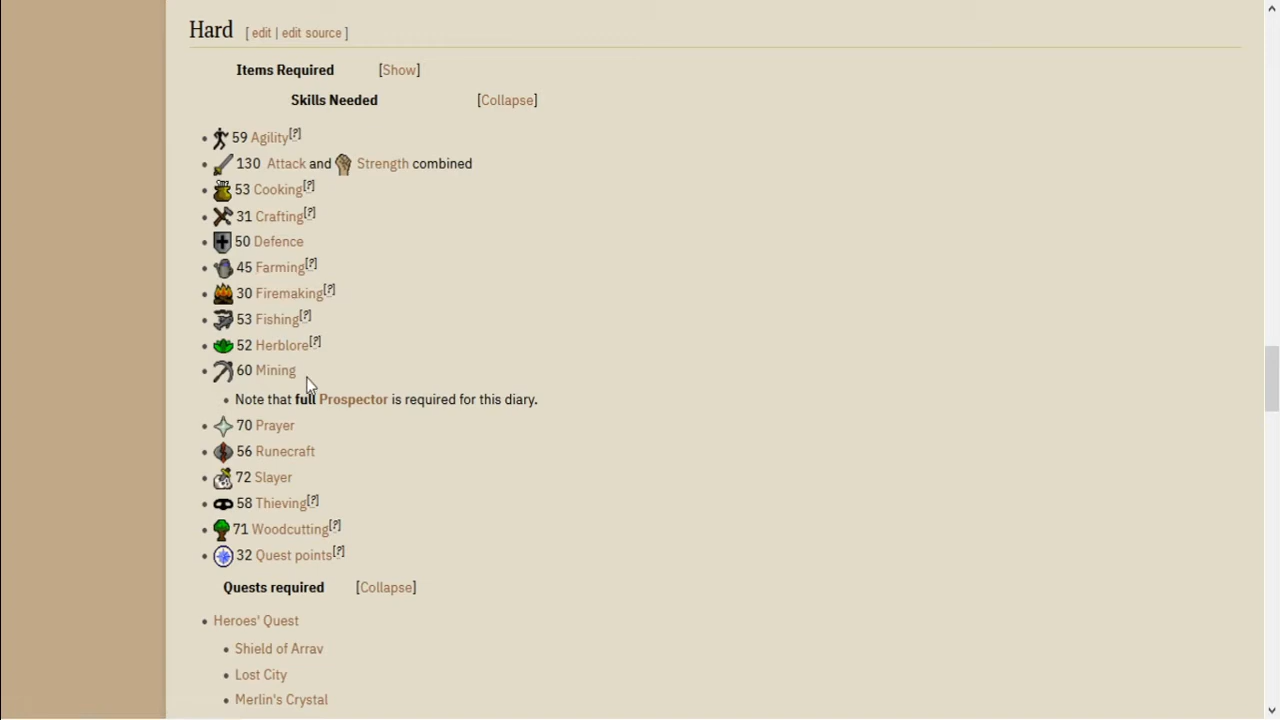 Hard [ edit | edit source ]
Items Required [Show]
Skills Needed [Collapse]
59 Agility[?]
130 Attack and Strength combined
53 Cooking[?]
31 Crafting[?]
50 Defence
45 Farming[?]
30 Firemaking[?]
53 Fishing[?]
52 Herblore[?]
60 Mining
Note that full Prospector is required for this diary.
70 Prayer
56 Runecraft
72 Slayer
58 Thieving[?]
71 Woodcutting[?]
32 Quest points[?]
Quests required [Collapse]
Heroes' Quest
Shield of Arrav
Lost City
Merlin's Crystal